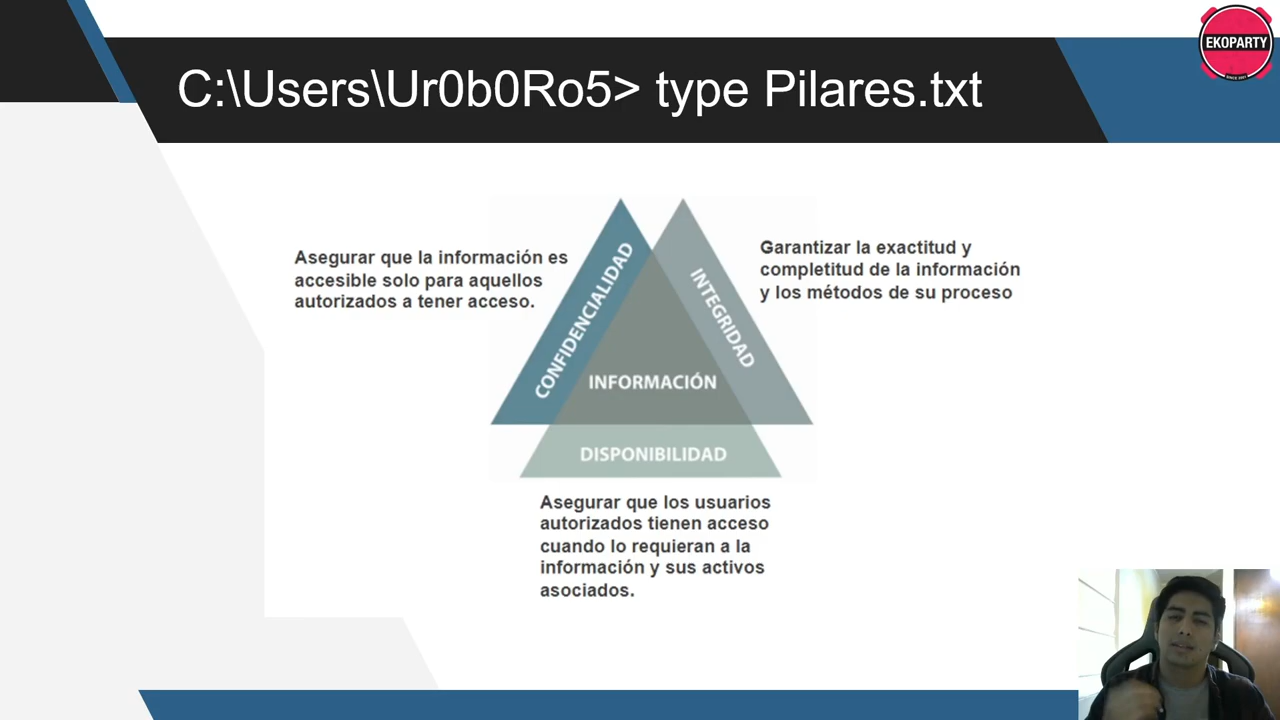 C:\Users\Ur0b0Ro5> type Pilares.txt
EKOPARTY
SINCE 2001
Asegurar que la información es
accesible solo para aquellos
autorizados a tener acceso.
CONFIDENCIALIDAD
INTEGRIDAD
Garantizar la exactitud y
completitud de la información
y los métodos de su proceso
INFORMACIÓN
DISPONIBILIDAD
Asegurar que los usuarios
autorizados tienen acceso
cuando lo requieran a la
información y sus activos
asociados.